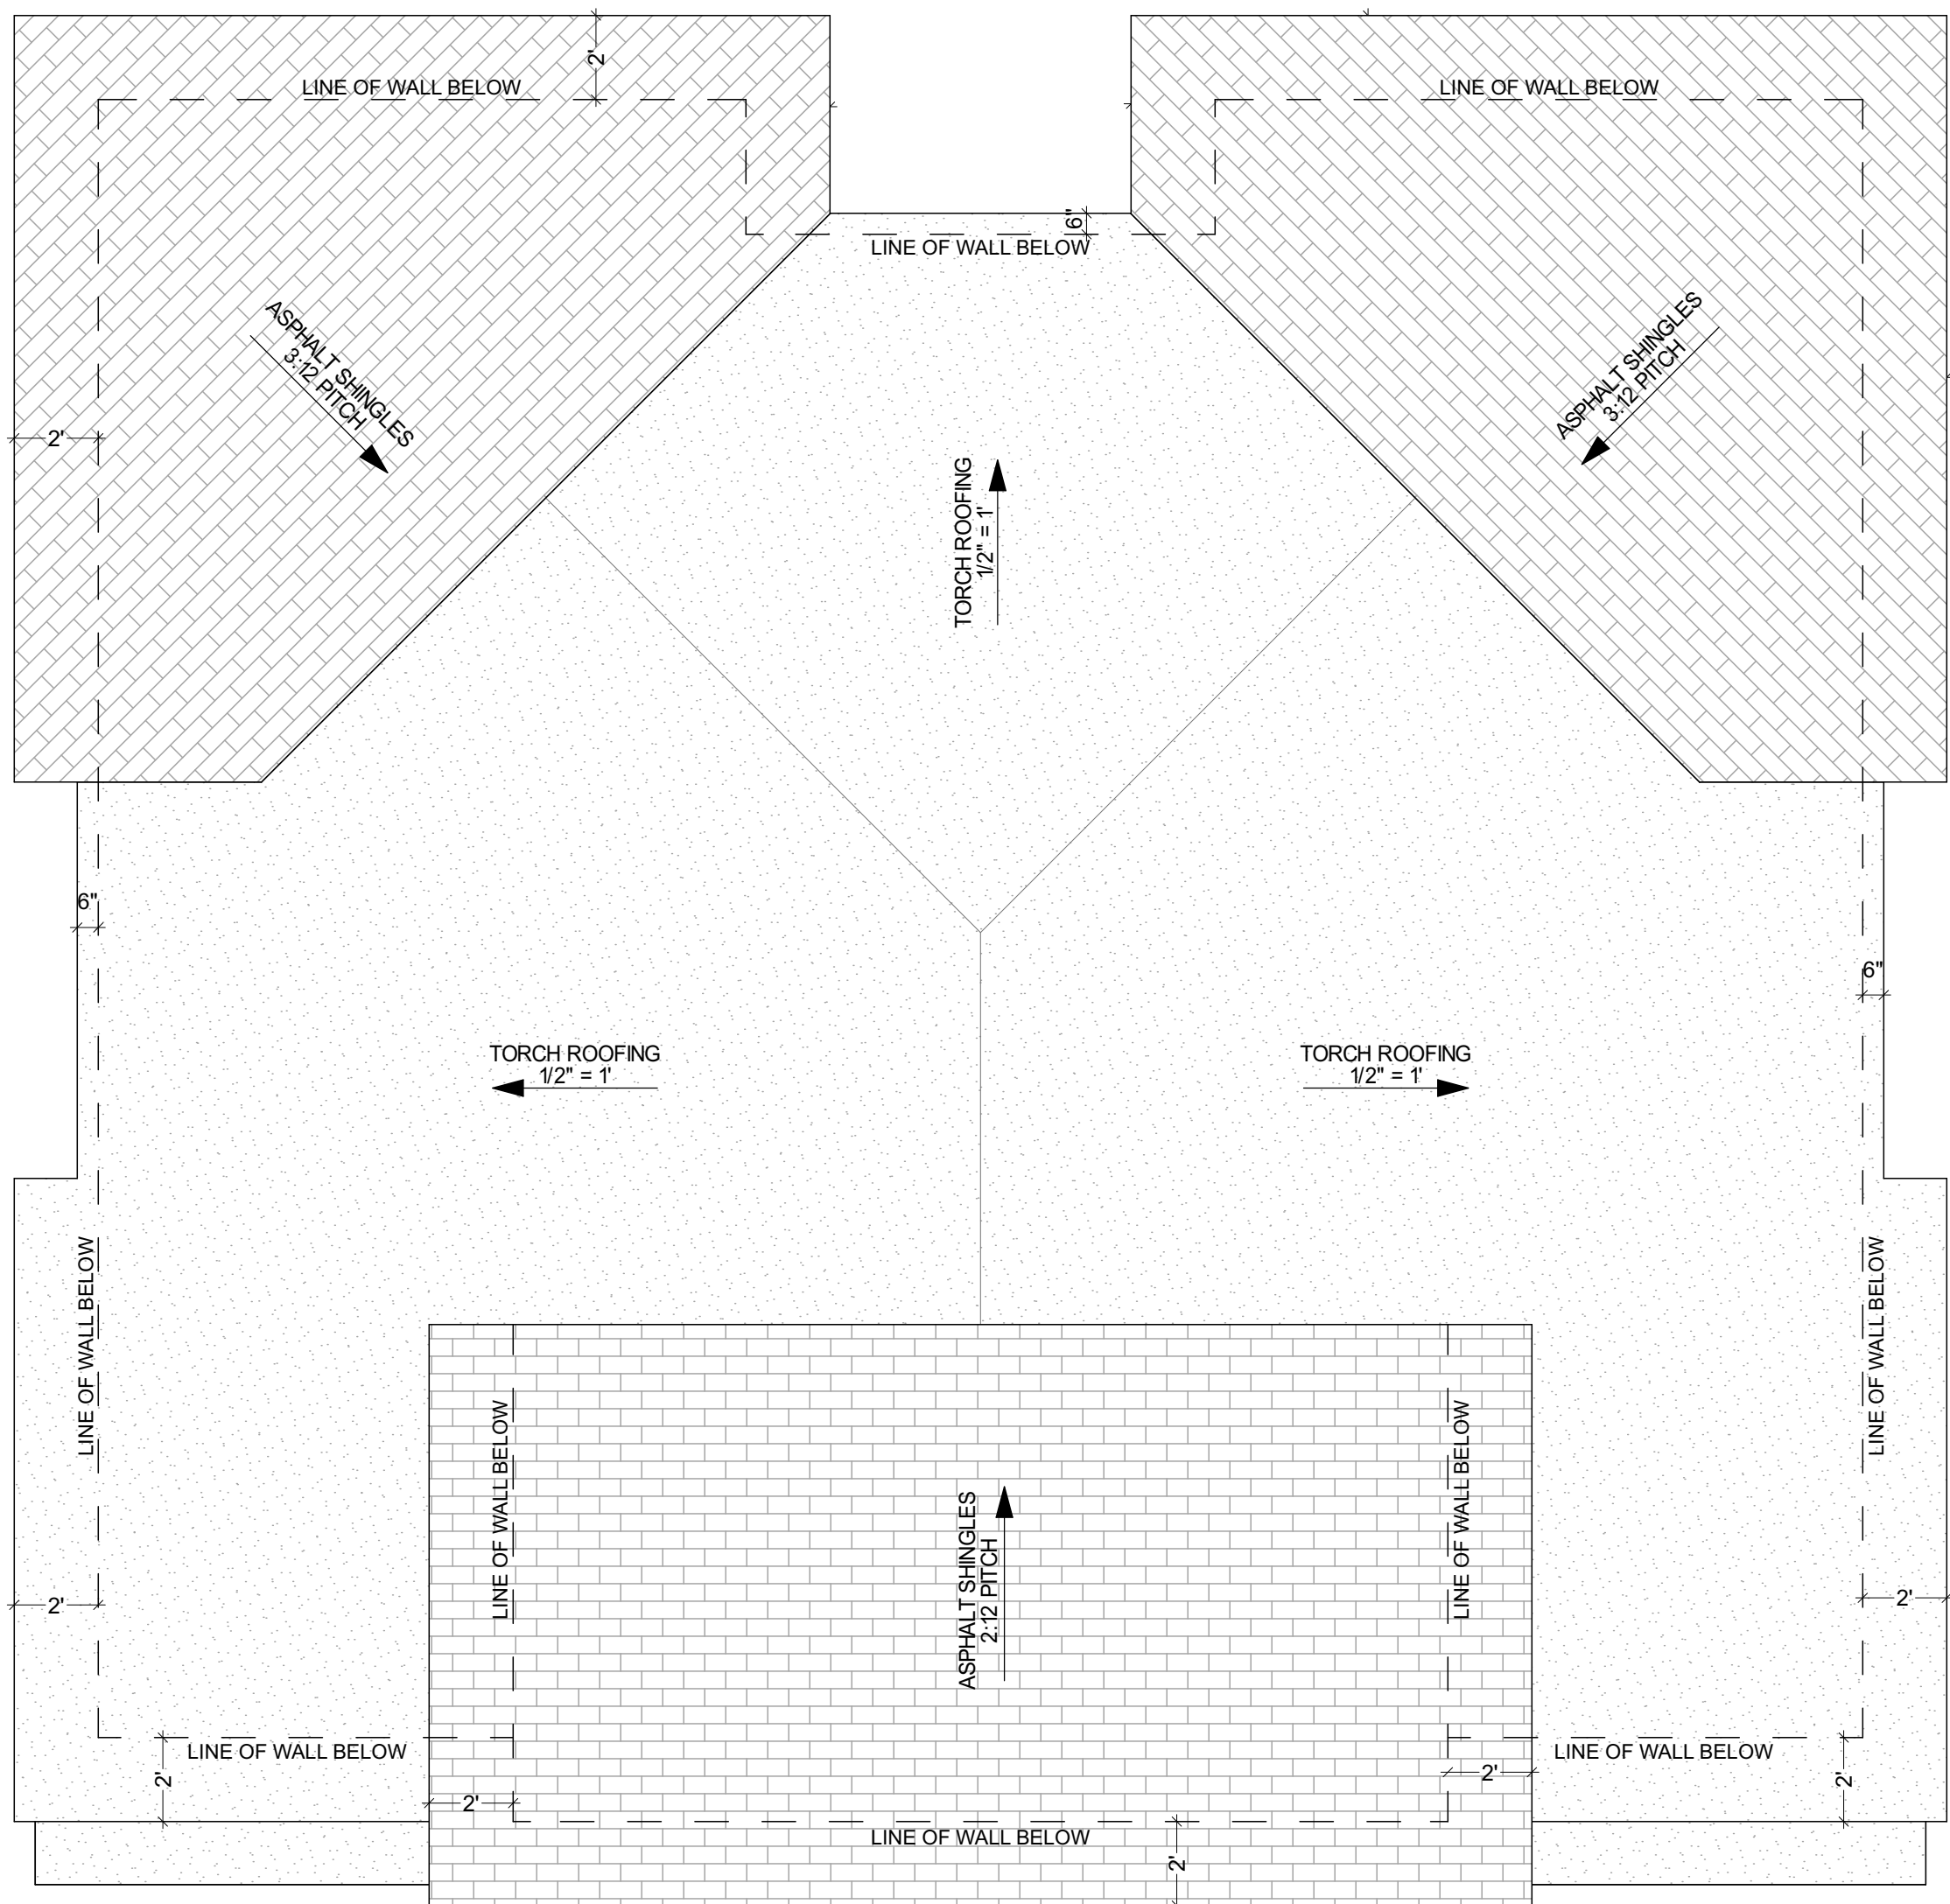 2'
LINE OF WALL BELOW
LINE OF WALL BELOW
6"
LINE OF WALL BELOW
ASPHALT SHINGLES
3:12 PITCH
ASPHALT SHINGLES
3:12 PITCH
2'
TORCH ROOFING
1/2" = 1'
6"
6"
TORCH ROOFING
1/2" = 1'
TORCH ROOFING
1/2" = 1'
LINE OF WALL BELOW
LINE OF WALL BELOW
LINE OF WALL BELOW
LINE OF WALL BELOW
ASPHALT SHINGLES
2:12 PITCH
2'
2'
LINE OF WALL BELOW
LINE OF WALL BELOW
2'
2'
2'
2'
LINE OF WALL BELOW
2'